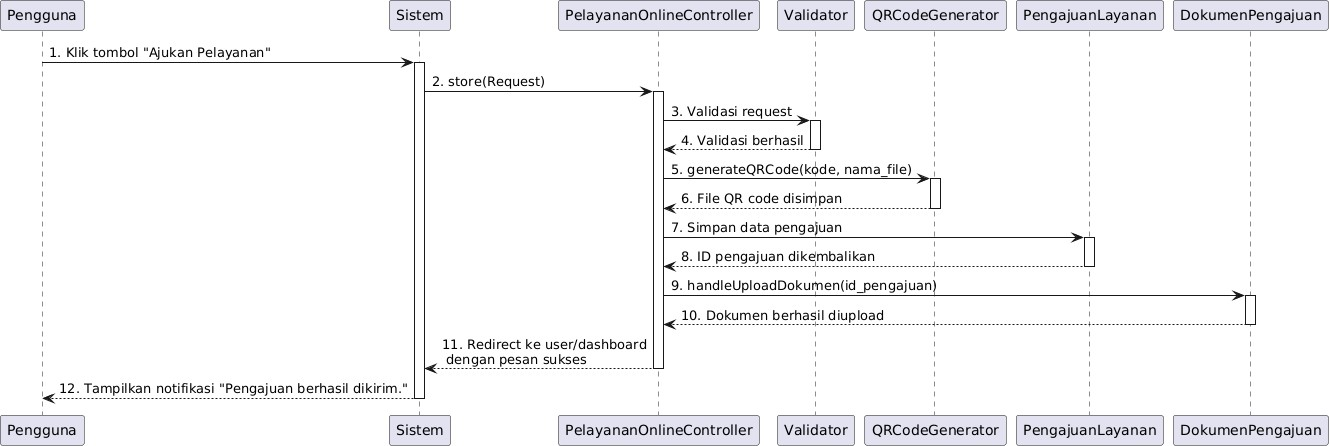 Pengguna
Sistem
PelayananOnlineController
Validator
QRCodeGenerator
PengajuanLayanan
DokumenPengajuan
1. Klik tombol "Ajukan Pelayanan"
2. store(Request)
3. Validasi request
4. Validasi berhasil
5. generateQRCode(kode, nama_file)
6. File QR code disimpan
7. Simpan data pengajuan
8. ID pengajuan dikembalikan
9. handleUploadDokumen(id_pengajuan)
10. Dokumen berhasil diupload
11. Redirect ke user/dashboard
dengan pesan sukses
12. Tampilkan notifikasi "Pengajuan berhasil dikirim."
Pengguna
Sistem
PelayananOnlineController
Validator
QRCodeGenerator
PengajuanLayanan
DokumenPengajuan